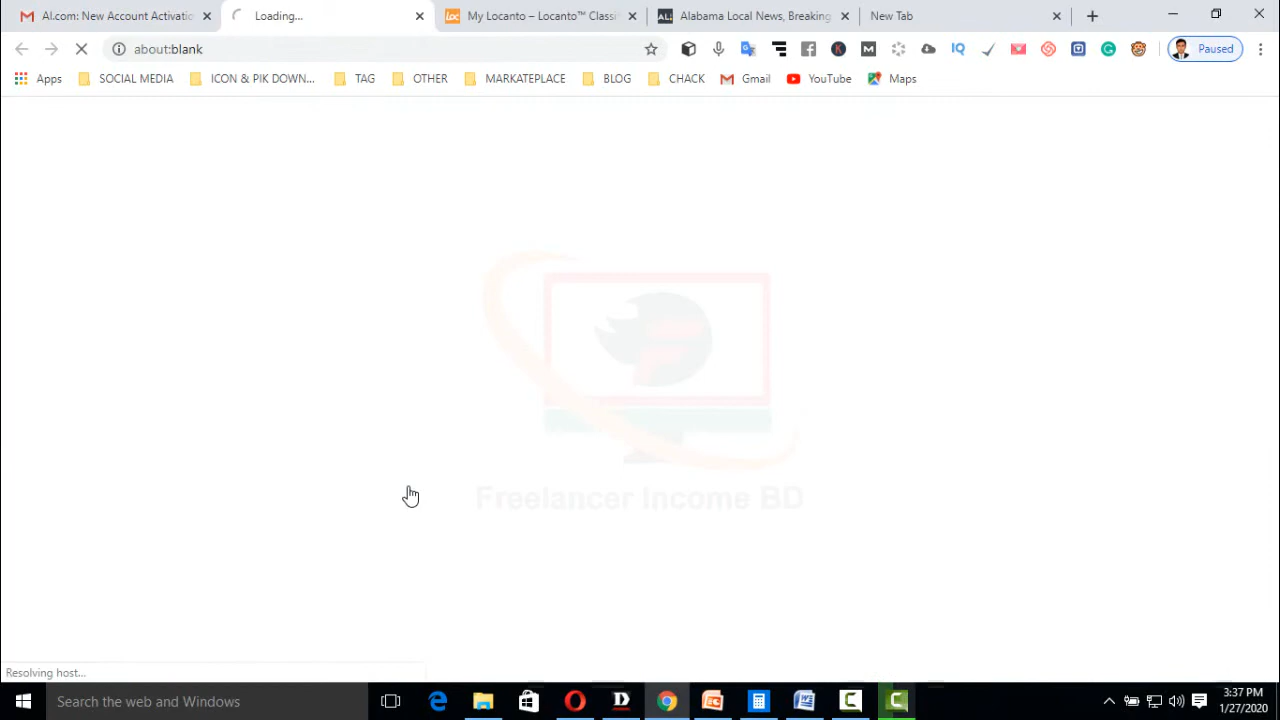 Al.com: New Account Activatio
Loading...
My Locanto – Locanto™ Classi
Alabama Local News, Breaking
New Tab
about:blank
Paused
Apps
SOCIAL MEDIA
ICON & PIK DOWN...
TAG
OTHER
MARKATEPLACE
BLOG
CHACK
Gmail
YouTube
Maps
Freelancer Income BD
Resolving host...
Search the web and Windows
3:37 PM
1/27/2020